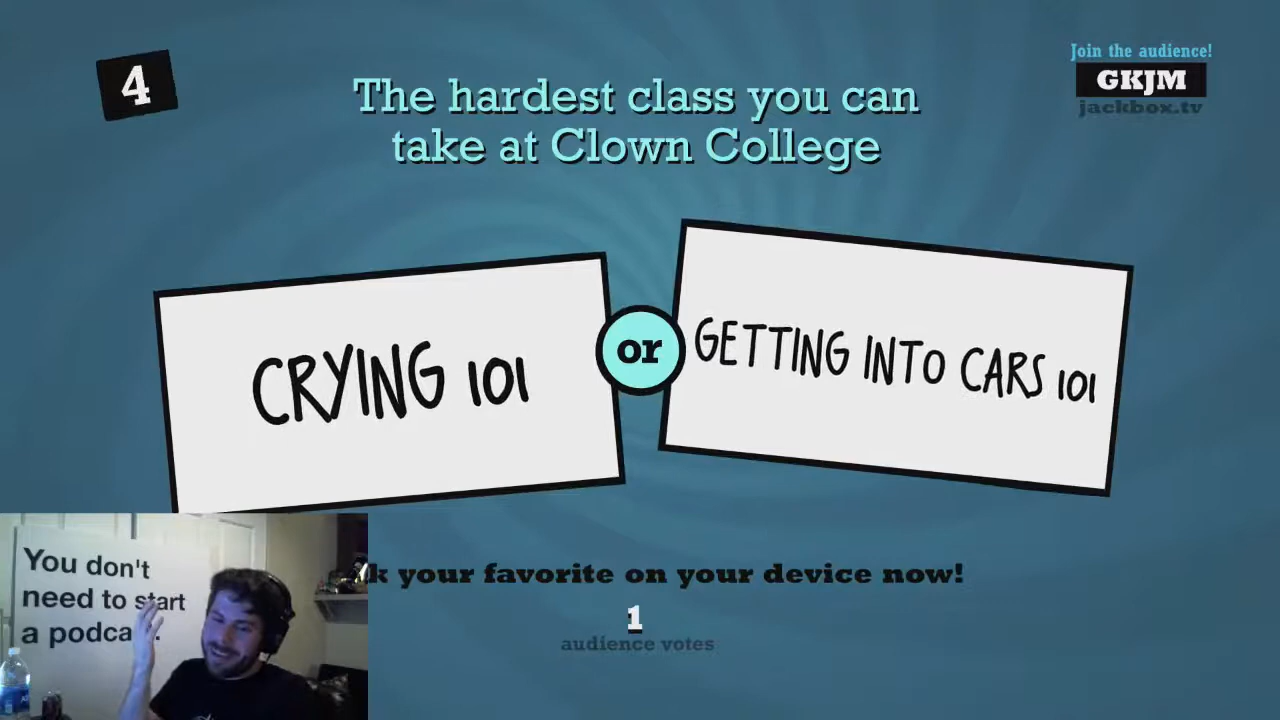 4
Join the audience!
GKJM
jackbox.tv
The hardest class you can
take at Clown College
CRYING 101
or
GETTING INTO CARS 101
k your favorite on your device now!
1
audience votes
You don't
need to start
a podca